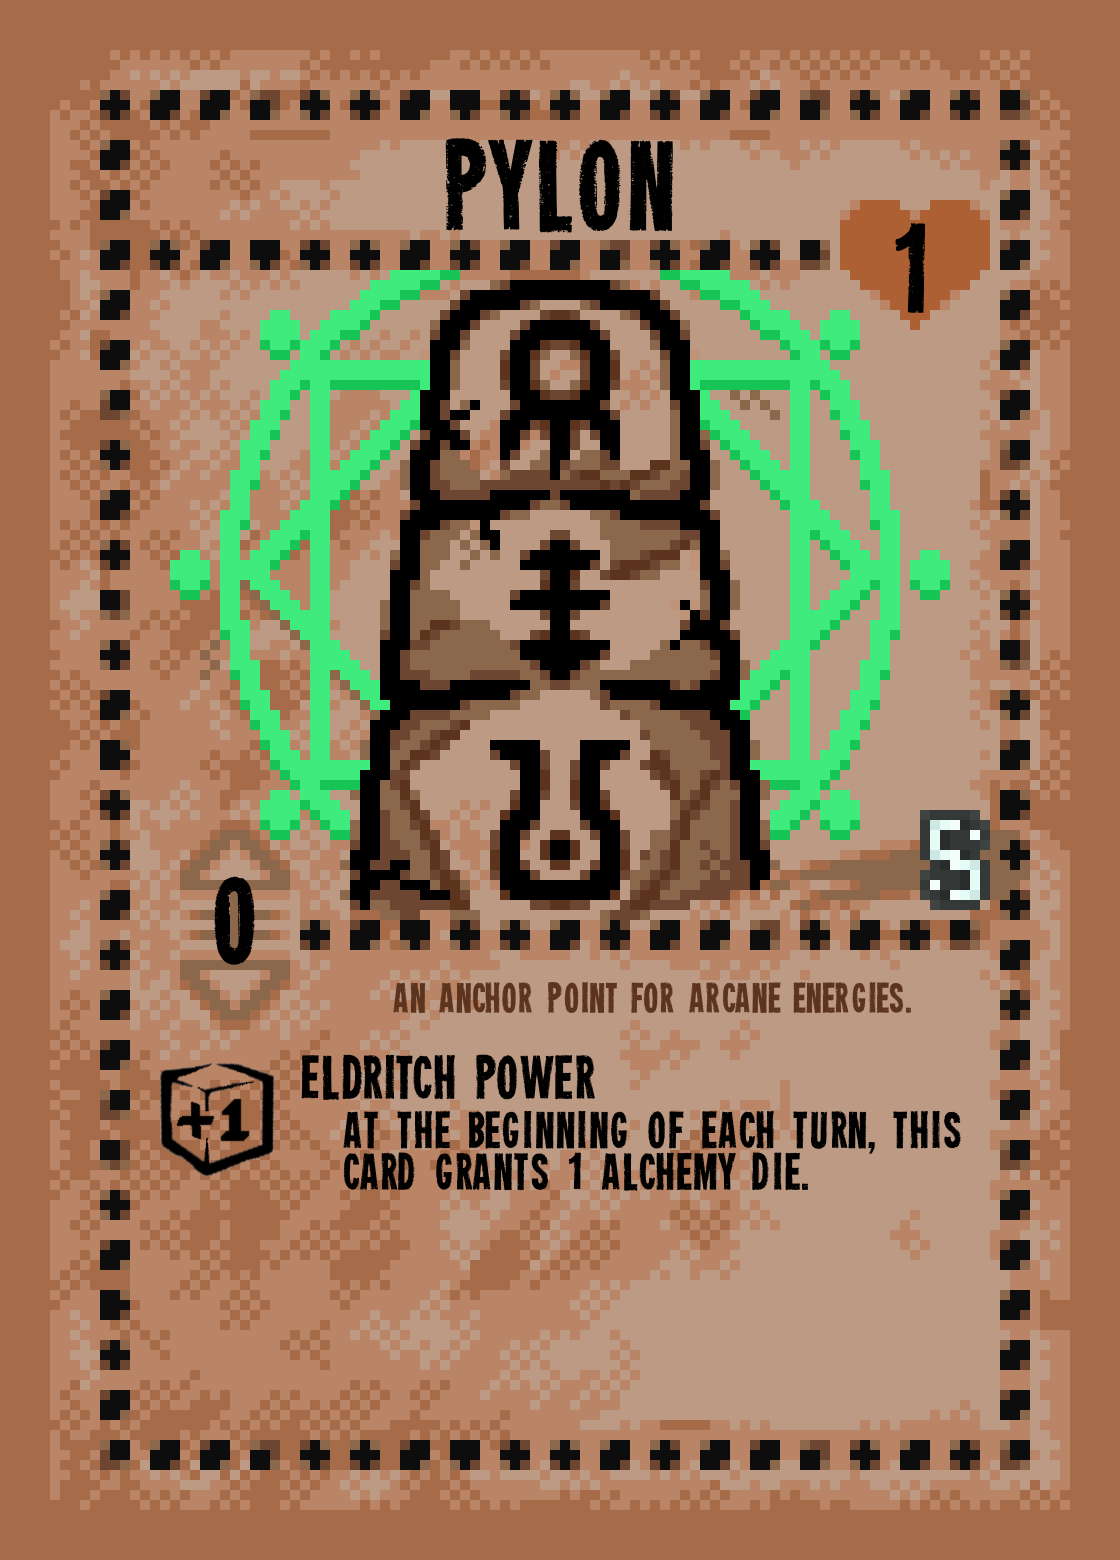 PYLON
1
S
0
AN ANCHOR POINT FOR ARCANE ENERGIES.
+1
ELDRITCH POWER
AT THE BEGINNING OF EACH TURN, THIS
CARD GRANTS 1 ALCHEMY DIE.